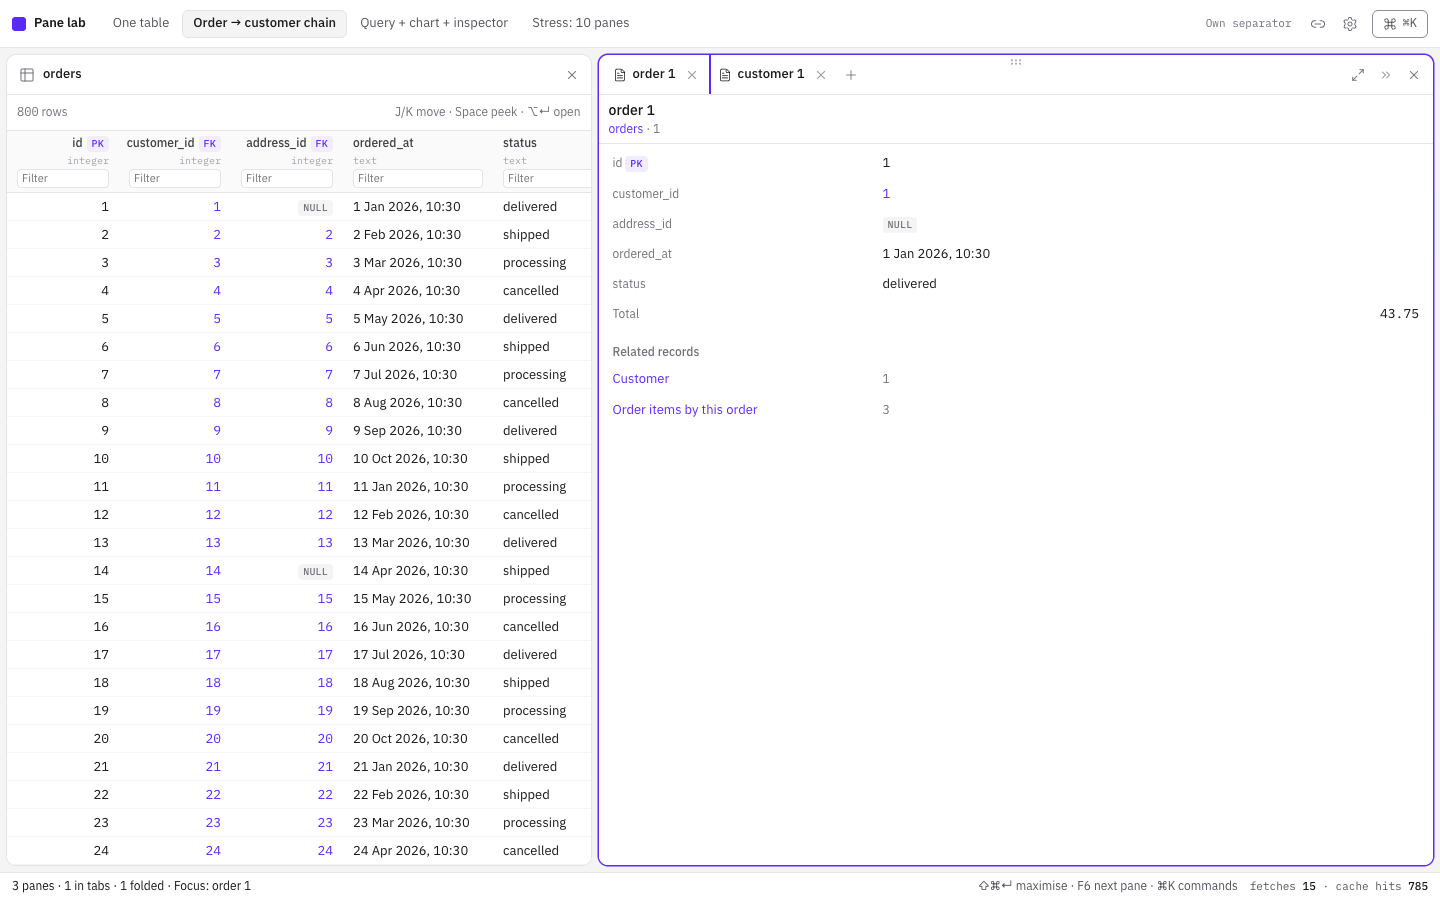 Pane lab One table Order → customer chain Query + chart + inspector Stress: 10 panes Own separator ⌘ ⌘K
orders
800 rows J/K move · Space peek · ⌥↵ open
id PK customer_id FK address_id FK ordered_at status
integer integer integer text text
Filter Filter Filter Filter Filter
1 1 NULL 1 Jan 2026, 10:30 delivered
2 2 2 2 Feb 2026, 10:30 shipped
3 3 3 3 Mar 2026, 10:30 processing
4 4 4 4 Apr 2026, 10:30 cancelled
5 5 5 5 May 2026, 10:30 delivered
6 6 6 6 Jun 2026, 10:30 shipped
7 7 7 7 Jul 2026, 10:30 processing
8 8 8 8 Aug 2026, 10:30 cancelled
9 9 9 9 Sep 2026, 10:30 delivered
10 10 10 10 Oct 2026, 10:30 shipped
11 11 11 11 Jan 2026, 10:30 processing
12 12 12 12 Feb 2026, 10:30 cancelled
13 13 13 13 Mar 2026, 10:30 delivered
14 14 NULL 14 Apr 2026, 10:30 shipped
15 15 15 15 May 2026, 10:30 processing
16 16 16 16 Jun 2026, 10:30 cancelled
17 17 17 17 Jul 2026, 10:30 delivered
18 18 18 18 Aug 2026, 10:30 shipped
19 19 19 19 Sep 2026, 10:30 processing
20 20 20 20 Oct 2026, 10:30 cancelled
21 21 21 21 Jan 2026, 10:30 delivered
22 22 22 22 Feb 2026, 10:30 shipped
23 23 23 23 Mar 2026, 10:30 processing
24 24 24 24 Apr 2026, 10:30 cancelled
order 1 customer 1
order 1
orders · 1
id PK 1
customer_id 1
address_id NULL
ordered_at 1 Jan 2026, 10:30
status delivered
Total 43.75
Related records
Customer 1
Order items by this order 3
3 panes · 1 in tabs · 1 folded · Focus: order 1 ⇧⌘↵ maximise · F6 next pane · ⌘K commands fetches 15 · cache hits 785